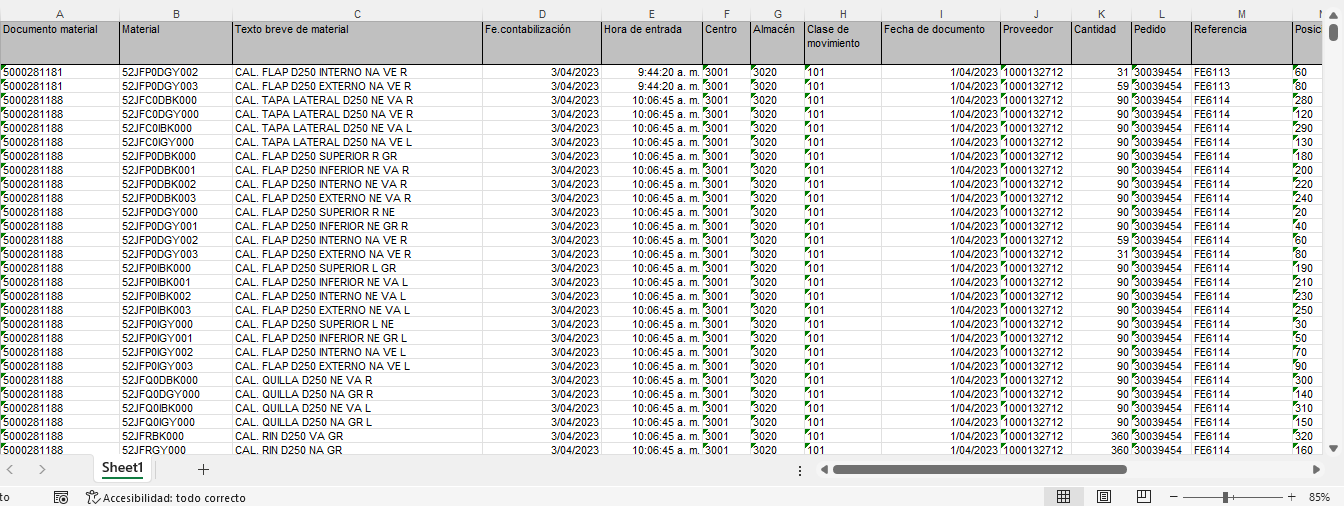 A B C D E F G H I J K L M N
Documento material Material Texto breve de material Fe.contabilización Hora de entrada Centro Almacén Clase de movimiento Fecha de documento Proveedor Cantidad Pedido Referencia Posic
5000281181 52JFP0DGY002 CAL. FLAP D250 INTERNO NA VE R 3/04/2023 9:44:20 a. m. 3001 3020 101 1/04/2023 1000132712 31 30039454 FE6113 60
5000281181 52JFP0DGY003 CAL. FLAP D250 EXTERNO NA VE R 3/04/2023 9:44:20 a. m. 3001 3020 101 1/04/2023 1000132712 59 30039454 FE6113 80
5000281188 52JFC0DBK000 CAL. TAPA LATERAL D250 NE VA R 3/04/2023 10:06:45 a. m. 3001 3020 101 1/04/2023 1000132712 90 30039454 FE6114 280
5000281188 52JFC0DGY000 CAL. TAPA LATERAL D250 NA VE R 3/04/2023 10:06:45 a. m. 3001 3020 101 1/04/2023 1000132712 90 30039454 FE6114 120
5000281188 52JFC0IBK000 CAL. TAPA LATERAL D250 NE VA L 3/04/2023 10:06:45 a. m. 3001 3020 101 1/04/2023 1000132712 90 30039454 FE6114 290
5000281188 52JFC0IGY000 CAL. TAPA LATERAL D250 NA VE L 3/04/2023 10:06:45 a. m. 3001 3020 101 1/04/2023 1000132712 90 30039454 FE6114 130
5000281188 52JFP0DBK000 CAL. FLAP D250 SUPERIOR R GR 3/04/2023 10:06:45 a. m. 3001 3020 101 1/04/2023 1000132712 90 30039454 FE6114 180
5000281188 52JFP0DBK001 CAL. FLAP D250 INFERIOR NE VA R 3/04/2023 10:06:45 a. m. 3001 3020 101 1/04/2023 1000132712 90 30039454 FE6114 200
5000281188 52JFP0DBK002 CAL. FLAP D250 INTERNO NE VA R 3/04/2023 10:06:45 a. m. 3001 3020 101 1/04/2023 1000132712 90 30039454 FE6114 220
5000281188 52JFP0DBK003 CAL. FLAP D250 EXTERNO NE VA R 3/04/2023 10:06:45 a. m. 3001 3020 101 1/04/2023 1000132712 90 30039454 FE6114 240
5000281188 52JFP0DGY000 CAL. FLAP D250 SUPERIOR R NE 3/04/2023 10:06:45 a. m. 3001 3020 101 1/04/2023 1000132712 90 30039454 FE6114 20
5000281188 52JFP0DGY001 CAL. FLAP D250 INFERIOR NE GR R 3/04/2023 10:06:45 a. m. 3001 3020 101 1/04/2023 1000132712 90 30039454 FE6114 40
5000281188 52JFP0DGY002 CAL. FLAP D250 INTERNO NA VE R 3/04/2023 10:06:45 a. m. 3001 3020 101 1/04/2023 1000132712 59 30039454 FE6114 60
5000281188 52JFP0DGY003 CAL. FLAP D250 EXTERNO NA VE R 3/04/2023 10:06:45 a. m. 3001 3020 101 1/04/2023 1000132712 31 30039454 FE6114 80
5000281188 52JFP0IBK000 CAL. FLAP D250 SUPERIOR L GR 3/04/2023 10:06:45 a. m. 3001 3020 101 1/04/2023 1000132712 90 30039454 FE6114 190
5000281188 52JFP0IBK001 CAL. FLAP D250 INFERIOR NE VA L 3/04/2023 10:06:45 a. m. 3001 3020 101 1/04/2023 1000132712 90 30039454 FE6114 210
5000281188 52JFP0IBK002 CAL. FLAP D250 INTERNO NE VA L 3/04/2023 10:06:45 a. m. 3001 3020 101 1/04/2023 1000132712 90 30039454 FE6114 230
5000281188 52JFP0IBK003 CAL. FLAP D250 EXTERNO NE VA L 3/04/2023 10:06:45 a. m. 3001 3020 101 1/04/2023 1000132712 90 30039454 FE6114 250
5000281188 52JFP0IGY000 CAL. FLAP D250 SUPERIOR L NE 3/04/2023 10:06:45 a. m. 3001 3020 101 1/04/2023 1000132712 90 30039454 FE6114 30
5000281188 52JFP0IGY001 CAL. FLAP D250 INFERIOR NE GR L 3/04/2023 10:06:45 a. m. 3001 3020 101 1/04/2023 1000132712 90 30039454 FE6114 50
5000281188 52JFP0IGY002 CAL. FLAP D250 INTERNO NA VE L 3/04/2023 10:06:45 a. m. 3001 3020 101 1/04/2023 1000132712 90 30039454 FE6114 70
5000281188 52JFP0IGY003 CAL. FLAP D250 EXTERNO NA VE L 3/04/2023 10:06:45 a. m. 3001 3020 101 1/04/2023 1000132712 90 30039454 FE6114 90
5000281188 52JFQ0DBK000 CAL. QUILLA D250 NE VA R 3/04/2023 10:06:45 a. m. 3001 3020 101 1/04/2023 1000132712 90 30039454 FE6114 300
5000281188 52JFQ0DGY000 CAL. QUILLA D250 NA GR R 3/04/2023 10:06:45 a. m. 3001 3020 101 1/04/2023 1000132712 90 30039454 FE6114 140
5000281188 52JFQ0IBK000 CAL. QUILLA D250 NE VA L 3/04/2023 10:06:45 a. m. 3001 3020 101 1/04/2023 1000132712 90 30039454 FE6114 310
5000281188 52JFQ0IGY000 CAL. QUILLA D250 NA GR L 3/04/2023 10:06:45 a. m. 3001 3020 101 1/04/2023 1000132712 90 30039454 FE6114 150
5000281188 52JFRBK000 CAL. RIN D250 VA GR 3/04/2023 10:06:45 a. m. 3001 3020 101 1/04/2023 1000132712 360 30039454 FE6114 320
5000281188 52JFRGY000 CAL. RIN D250 NA GR 3/04/2023 10:06:45 a. m. 3001 3020 101 1/04/2023 1000132712 360 30039454 FE6114 160
Sheet1
to Accesibilidad: todo correcto 85%